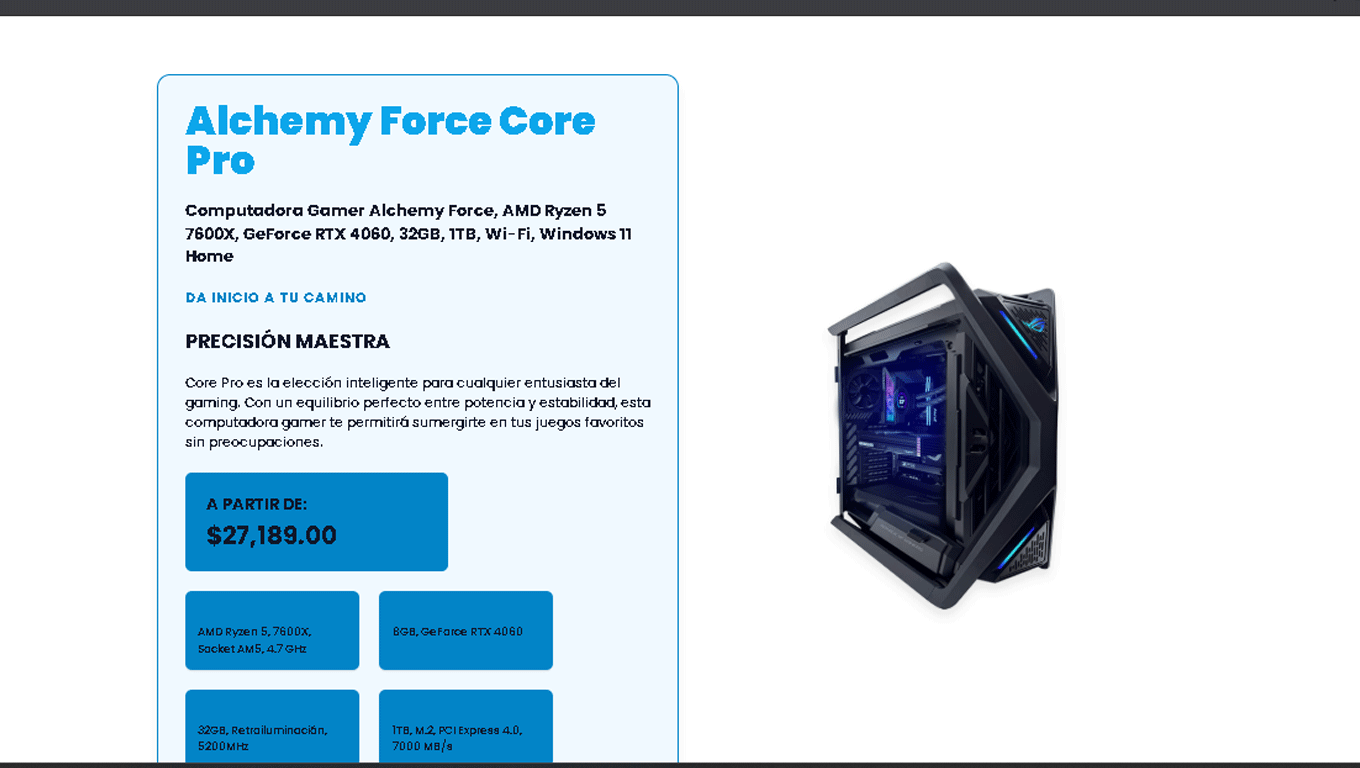 Alchemy Force Core
Pro
Computadora Gamer Alchemy Force, AMD Ryzen 5
7600X, GeForce RTX 4060, 32GB, 1TB, Wi-Fi, Windows 11
Home
DA INICIO A TU CAMINO
PRECISIÓN MAESTRA
Core Pro es la elección inteligente para cualquier entusiasta del
gaming. Con un equilibrio perfecto entre potencia y estabilidad, esta
computadora gamer te permitirá sumergirte en tus juegos favoritos
sin preocupaciones.
A PARTIR DE:
$27,189.00
AMD Ryzen 5, 7600X,
Socket AM5, 4.7 GHz
8GB, GeForce RTX 4060
32GB, Retroiluminación,
5200MHz
1TB, M.2, PCI Express 4.0,
7000 MB/s